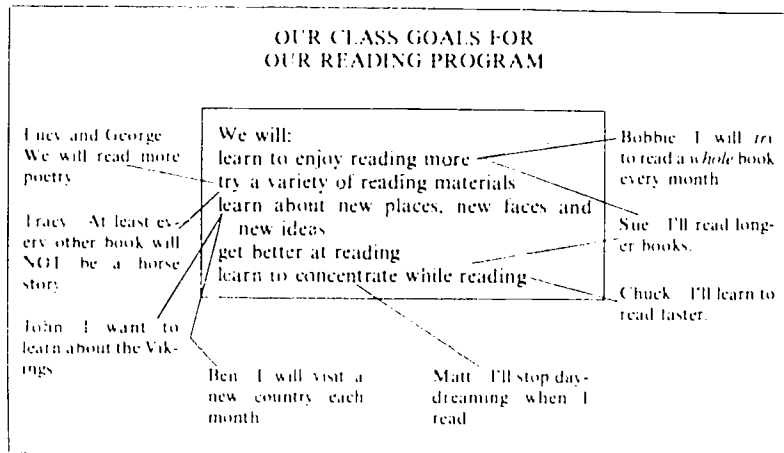 OUR CLASS GOALS FOR
OUR READING PROGRAM
Lucy and George
We will read more
poetry
Tracy At least ev-
ery other book will
NOT be a horse
story
John I want to
learn about the Vik-
ings
We will:
learn to enjoy reading more
try a variety of reading materials
learn about new places, new faces and
new ideas
get better at reading
learn to concentrate while reading
Ben I will visit a
new country each
month
Matt I'll stop day-
dreaming when I
read
Bobbie I will try
to read a whole book
every month
Sue I'll read long-
er books.
Chuck I'll learn to
read faster.